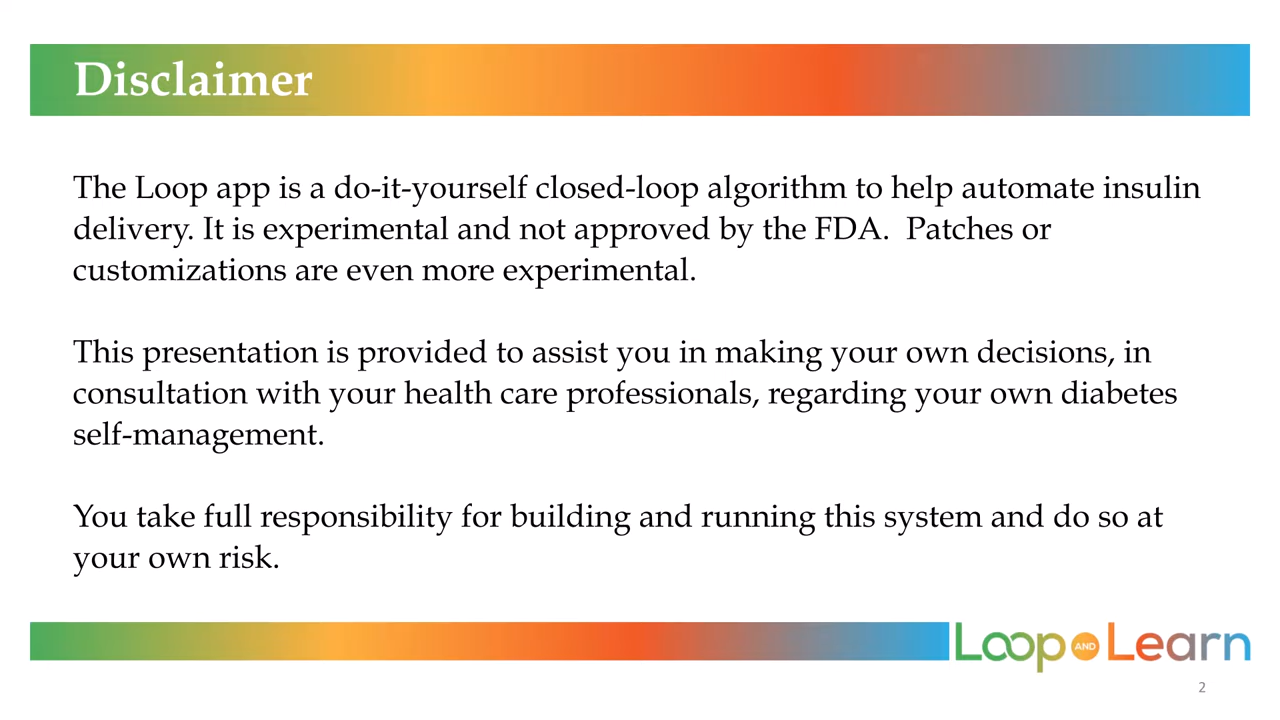 Disclaimer
The Loop app is a do-it-yourself closed-loop algorithm to help automate insulin
delivery. It is experimental and not approved by the FDA.  Patches or
customizations are even more experimental.
This presentation is provided to assist you in making your own decisions, in
consultation with your health care professionals, regarding your own diabetes
self-management.
You take full responsibility for building and running this system and do so at
your own risk.
Loop AND Learn
2